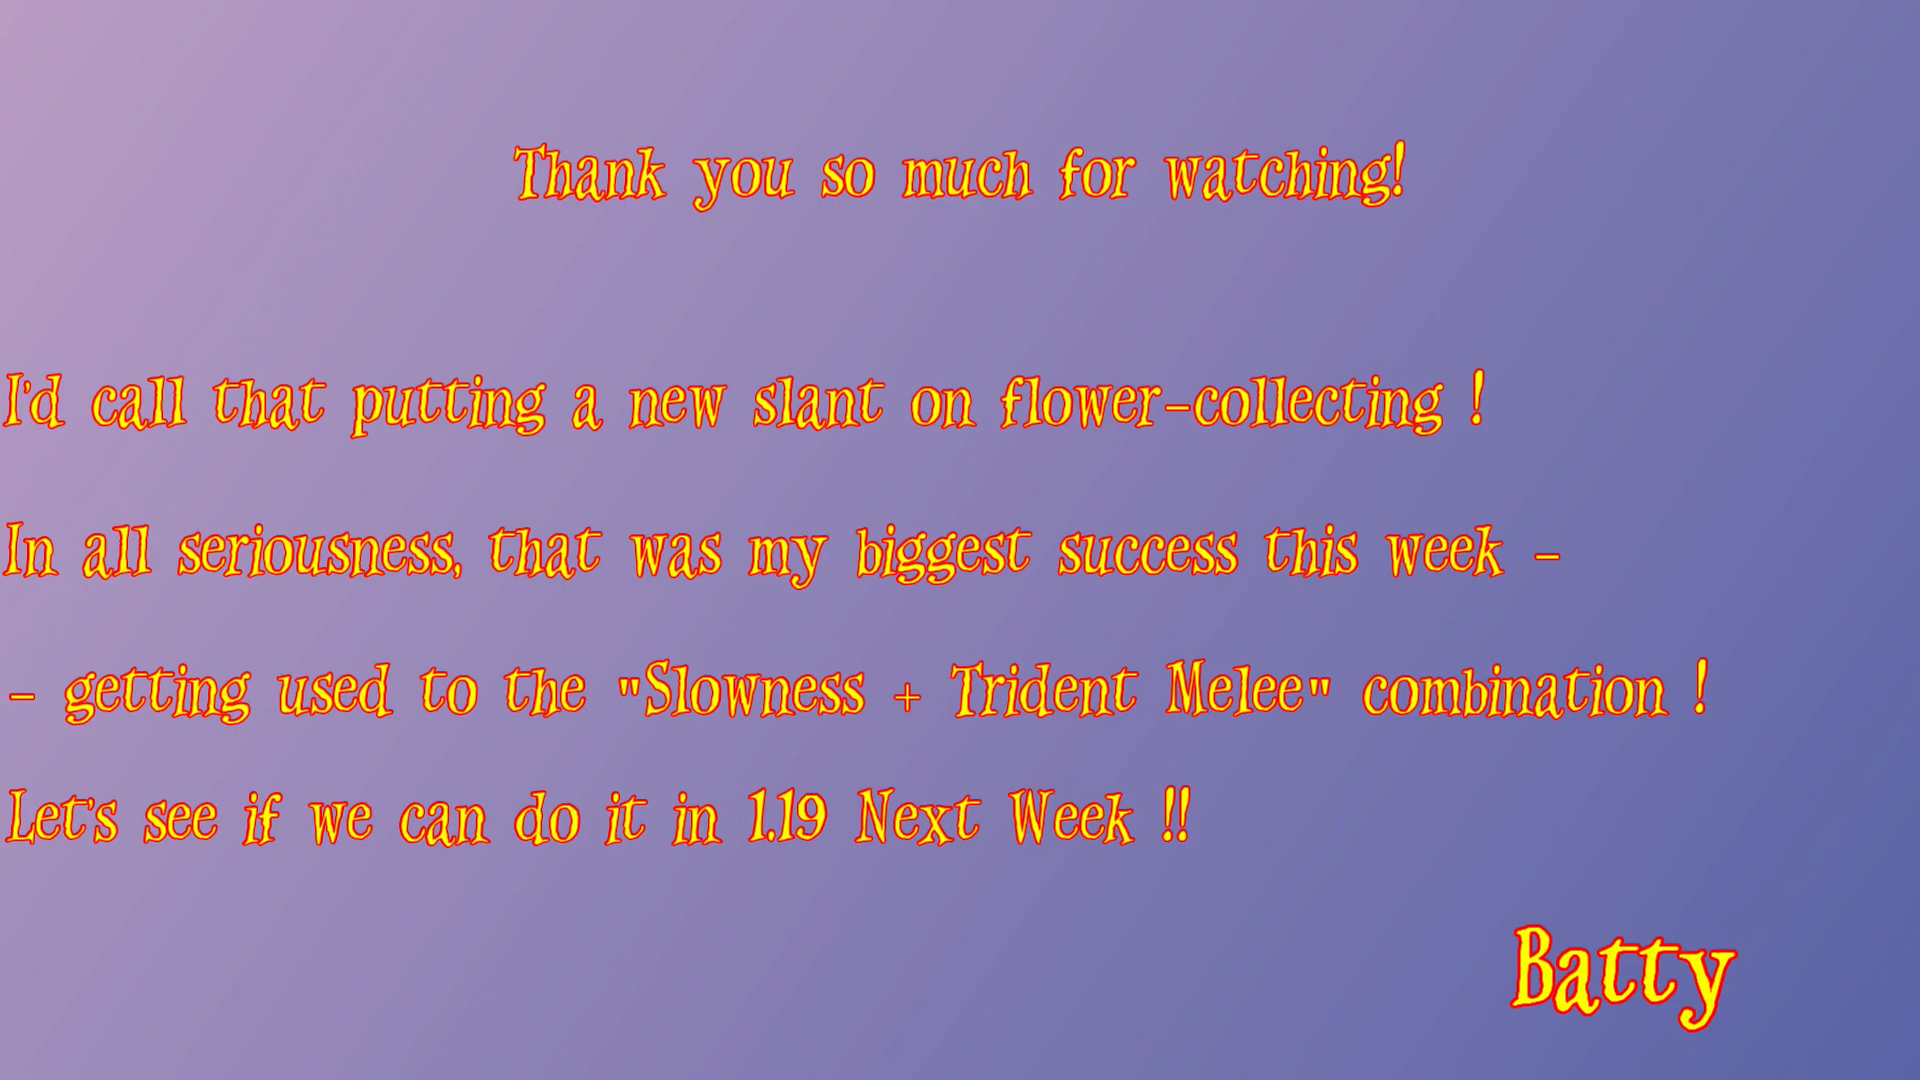 Thank you so much for watching!
I'd call that putting a new slant on flower-collecting !
In all seriousness, that was my biggest success this week -
- getting used to the "Slowness + Trident Melee" combination !
Let's see if we can do it in 1.19 Next Week !!
Batty